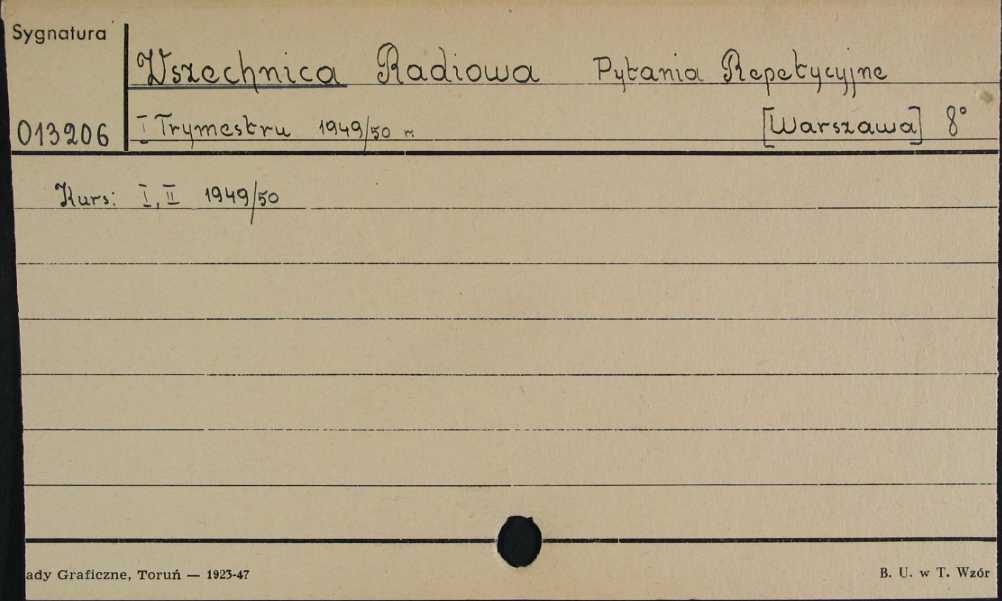 Sygnatura
Wszechnica Radiowa Pytania Repetycyjne
013206 I Trymestru 1949/50 r. [Warszawa] 8°
Kurs: I, II 1949/50
ady Graficzne, Toruń — 1923-47 B. U. w T. Wzór